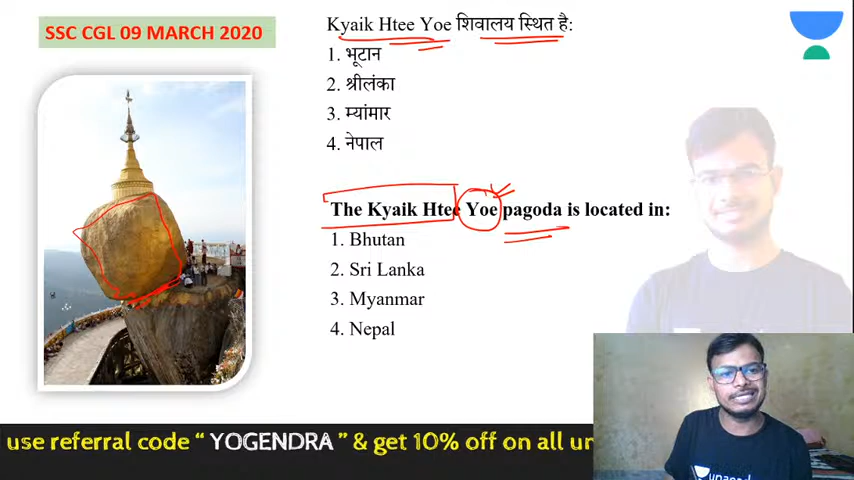 SSC CGL 09 MARCH 2020
Kyaik Htee Yoe शिवालय स्थित है:
1. भूटान
2. श्रीलंका
3. म्यांमार
4. नेपाल
The Kyaik Htee Yoe pagoda is located in:
1. Bhutan
2. Sri Lanka
3. Myanmar
4. Nepal
use referral code “ YOGENDRA ” & get 10% off on all